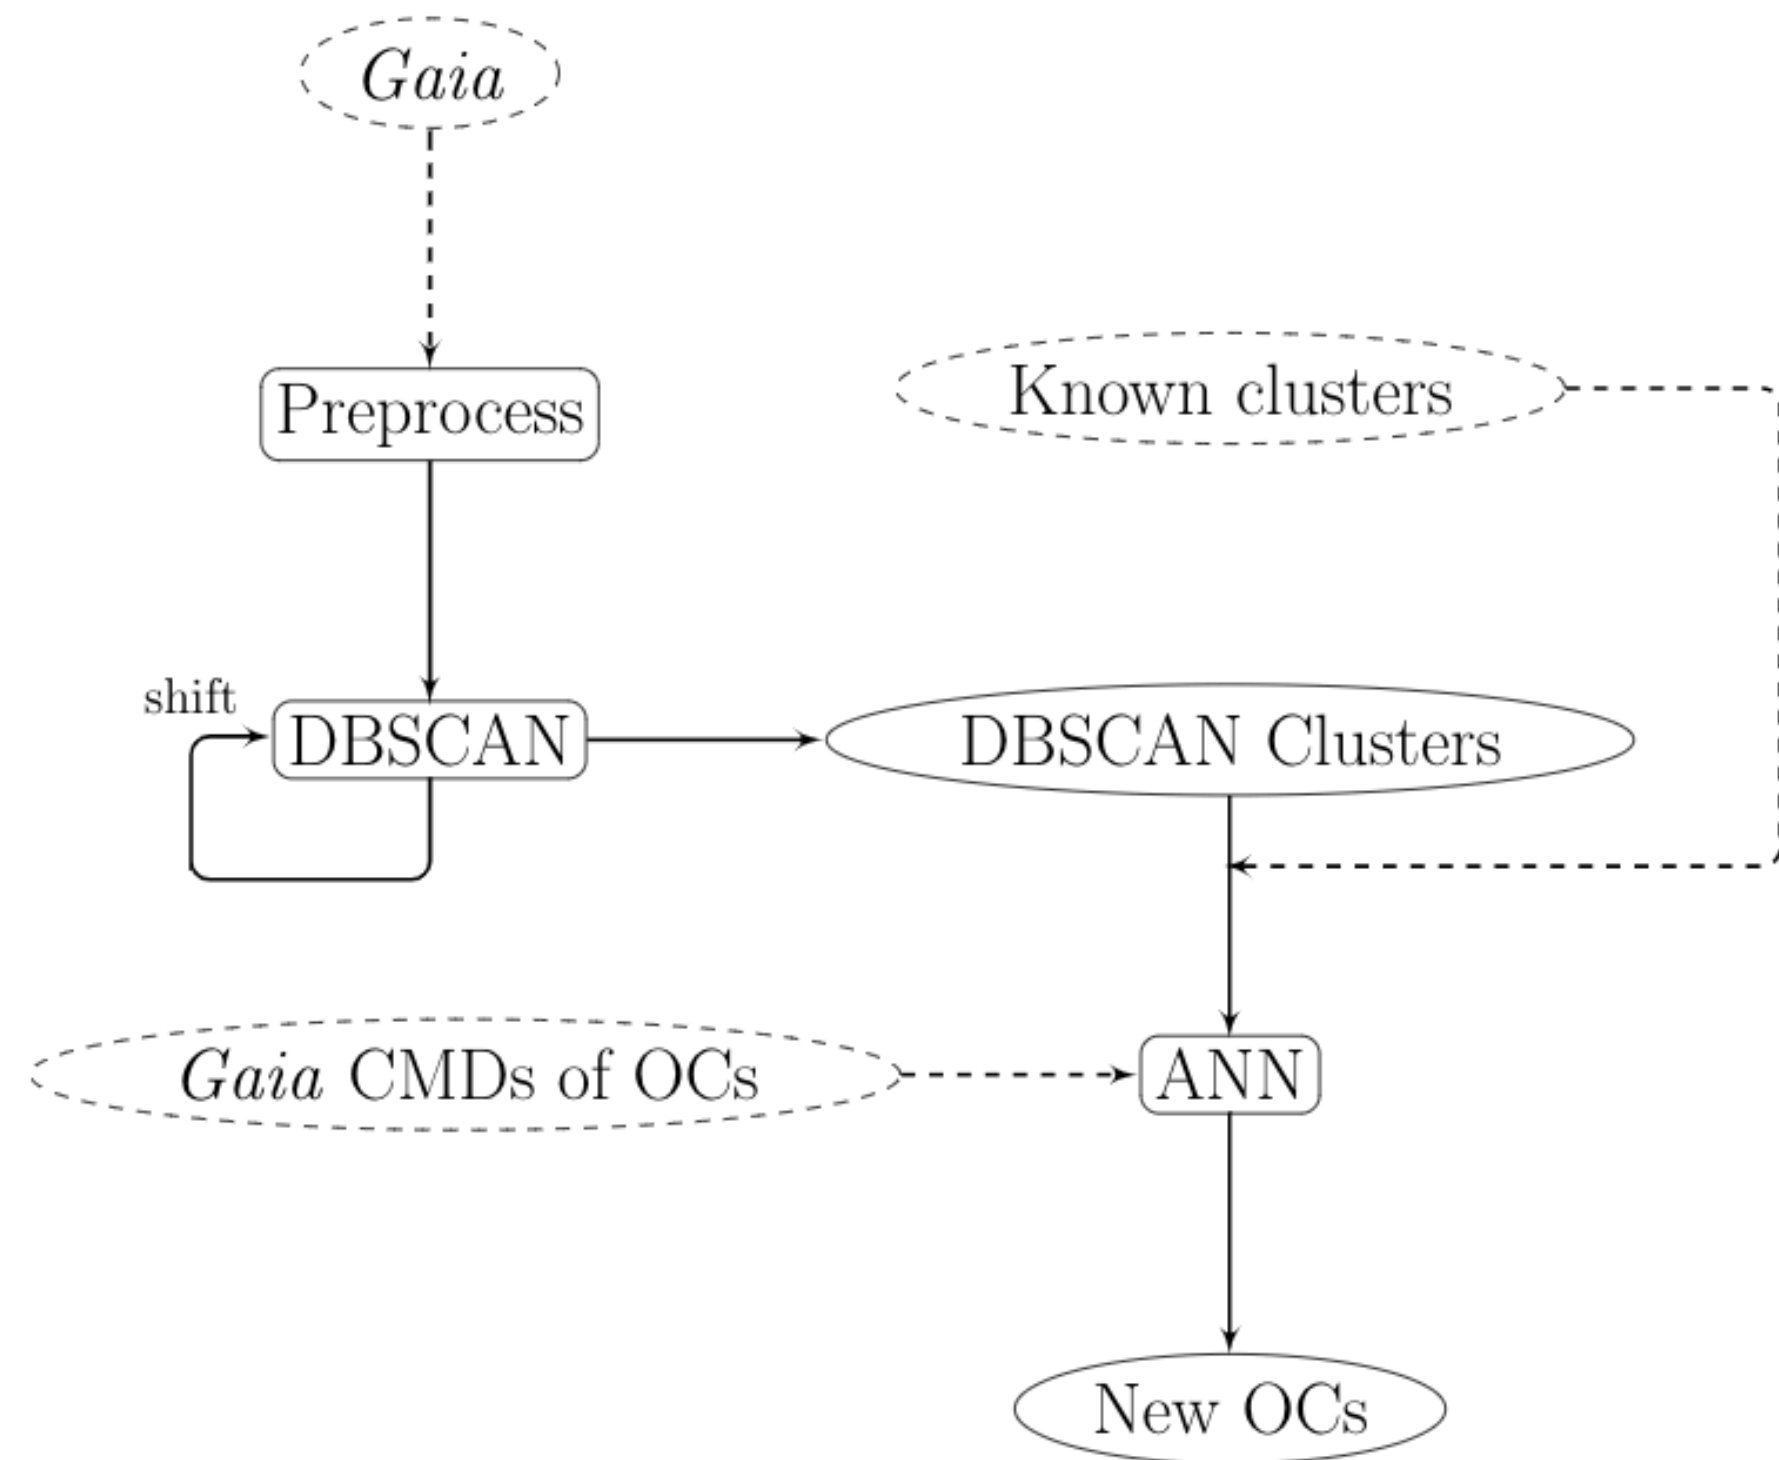 Gaia
Preprocess
Known clusters
shift
DBSCAN
DBSCAN Clusters
Gaia CMDs of OCs
ANN
New OCs